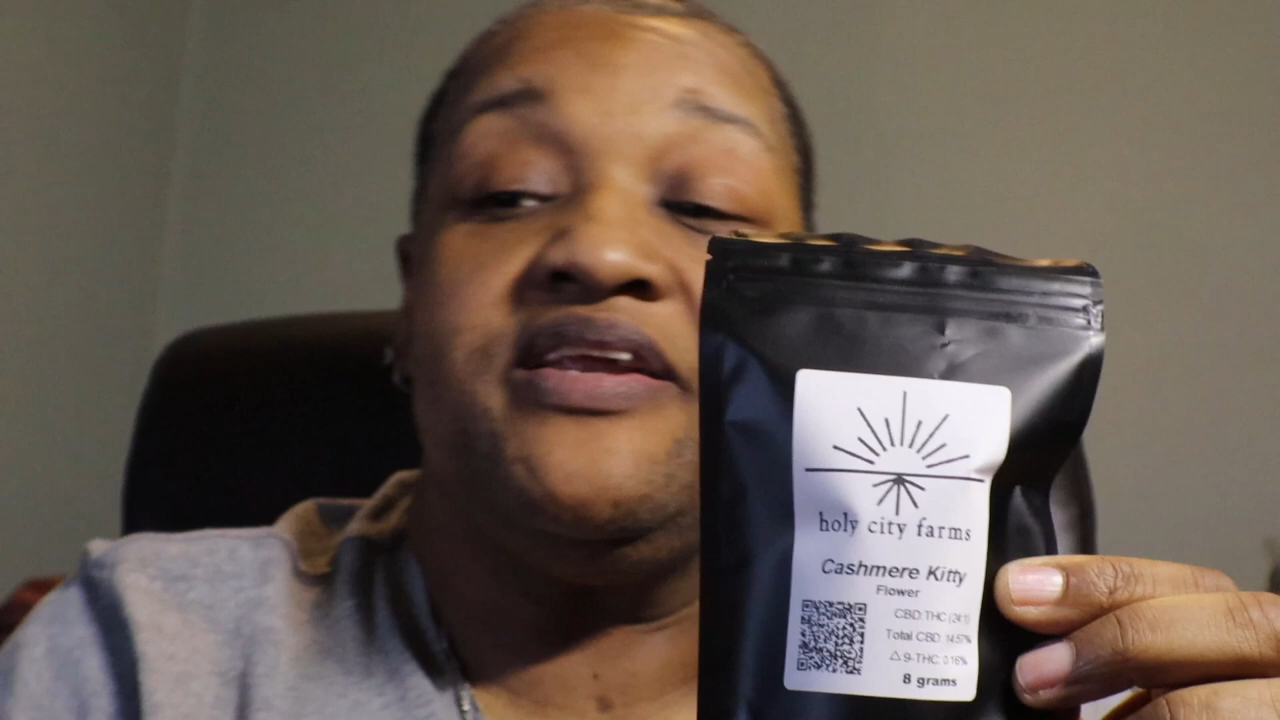 holy city farms
Cashmere Kitty
Flower
CBD:THC (24:1)
Total CBD: 14.57%
△9-THC: 0.16%
8 grams